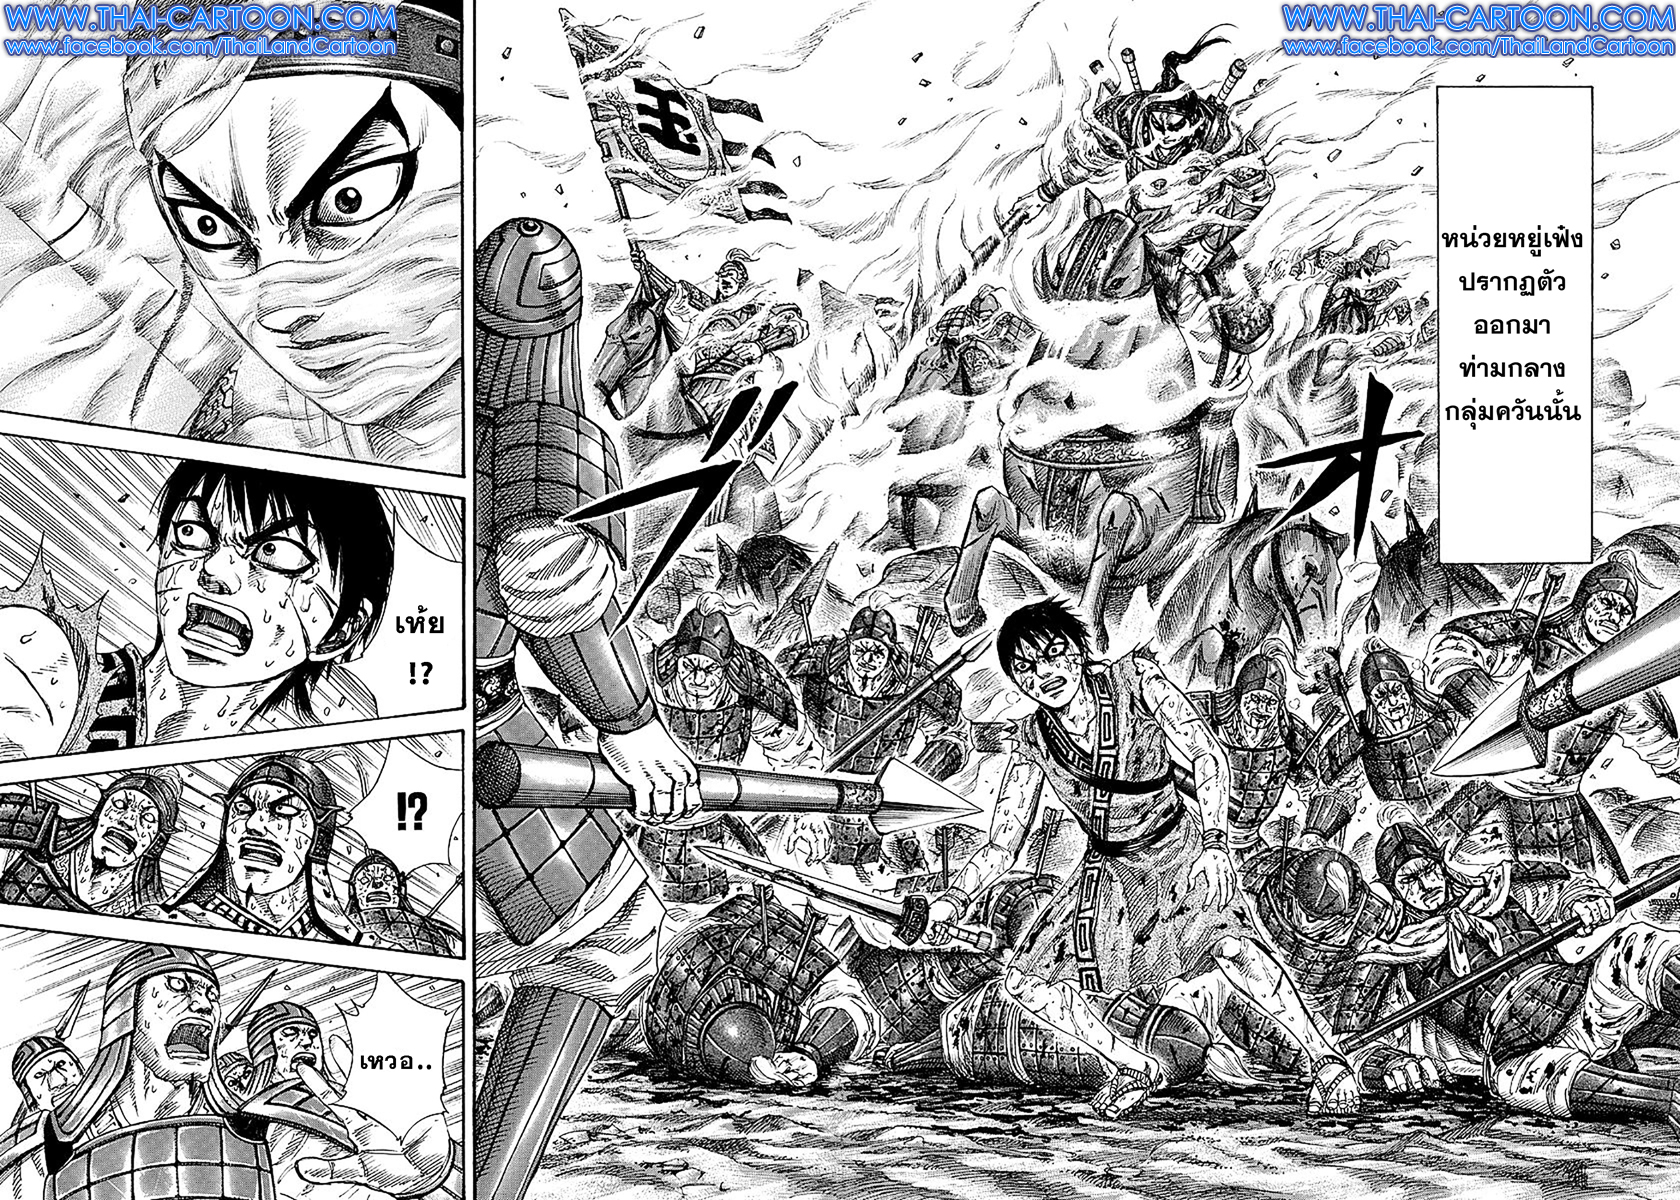 WWW.THAI-CARTOON.COM
www.facebook.com/ThaiLandCartoon
WWW.THAI-CARTOON.COM
www.facebook.com/ThaiLandCartoon
หน่วยหยู่เฟ๋ง
ปรากฏตัว
ออกมา
ท่ามกลาง
กลุ่มควันนั้น
オ
ズ
王
เห้ย
!?
!?
เหวอ..